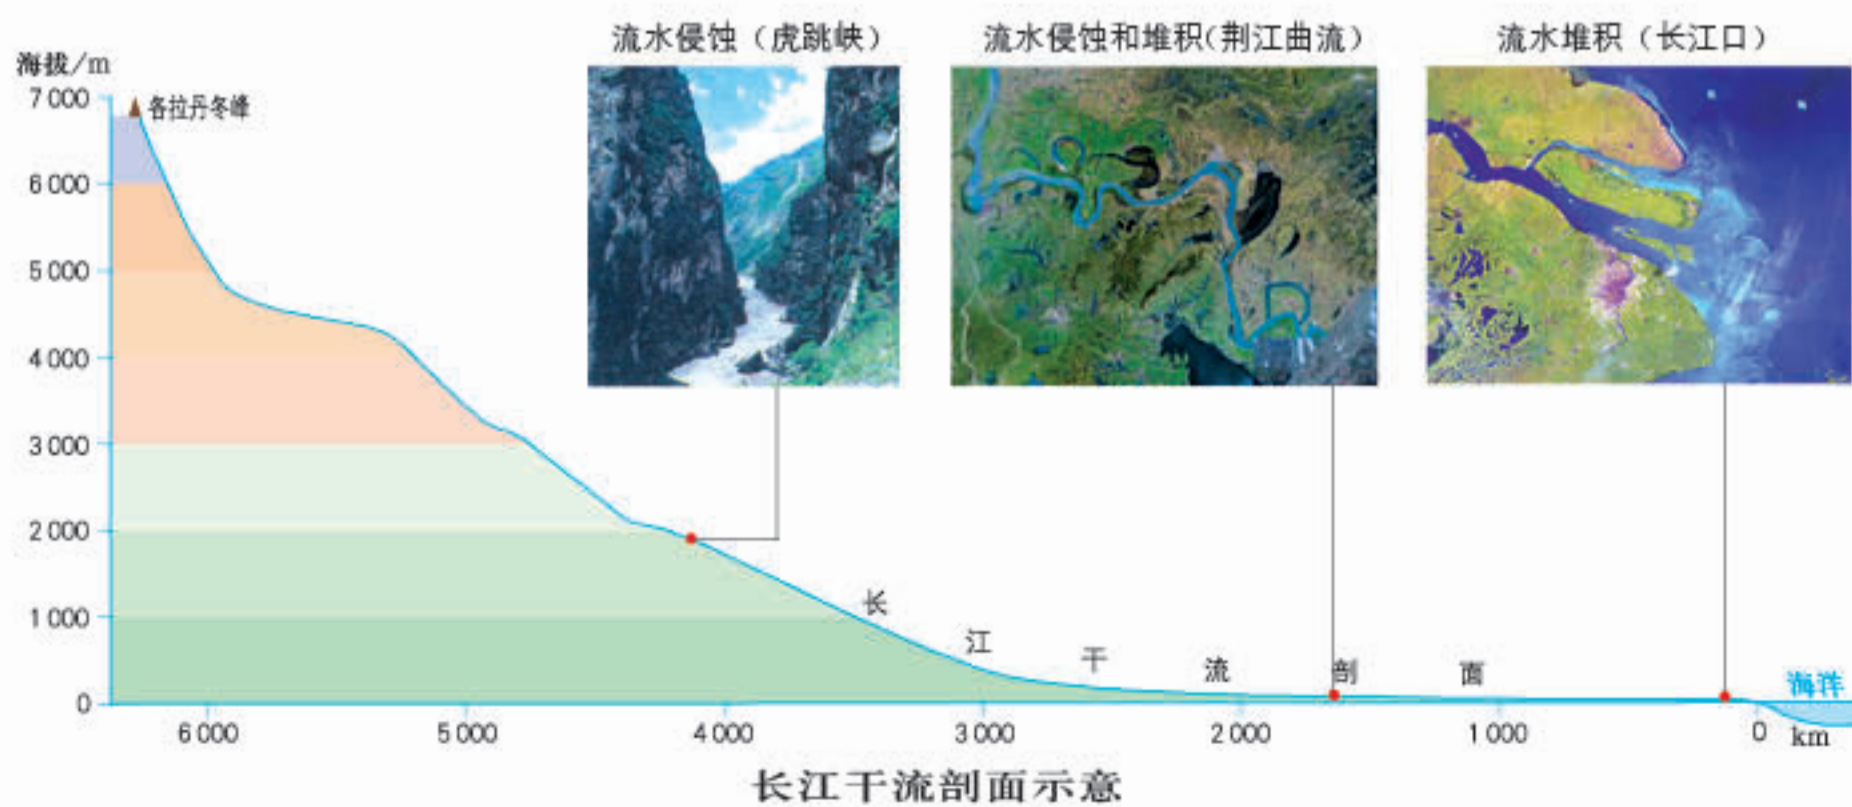 流水侵蚀（虎跳峡）
流水侵蚀和堆积(荆江曲流)
流水堆积（长江口）
海拔/m
7 000
各拉丹冬峰
6 000
5 000
4 000
3 000
2 000
1 000
0
长江干流剖面
海洋
6 000 5 000 4 000 3 000 2 000 1 000 0 km
长江干流剖面示意